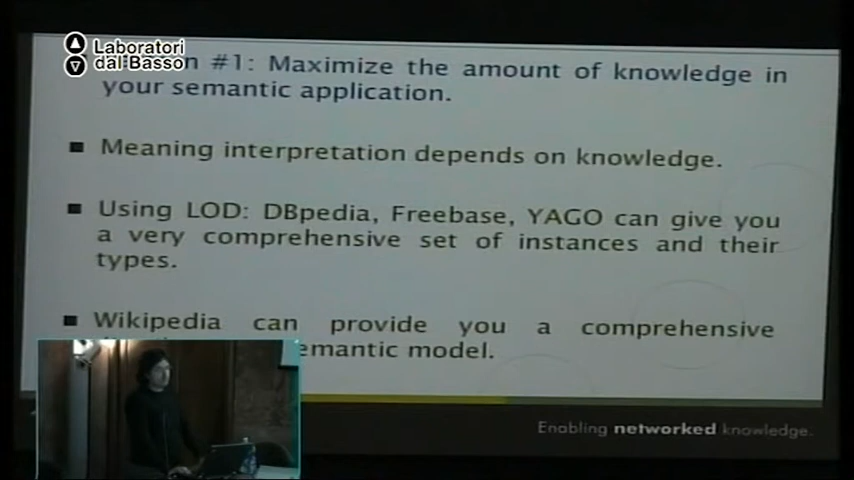 Laboratori
dal Basso
#1: Maximize the amount of knowledge in
your semantic application.
Meaning interpretation depends on knowledge.
Using LOD: DBpedia, Freebase, YAGO can give you
a very comprehensive set of instances and their
types.
Wikipedia can provide you a comprehensive
semantic model.
Enabling networked knowledge.